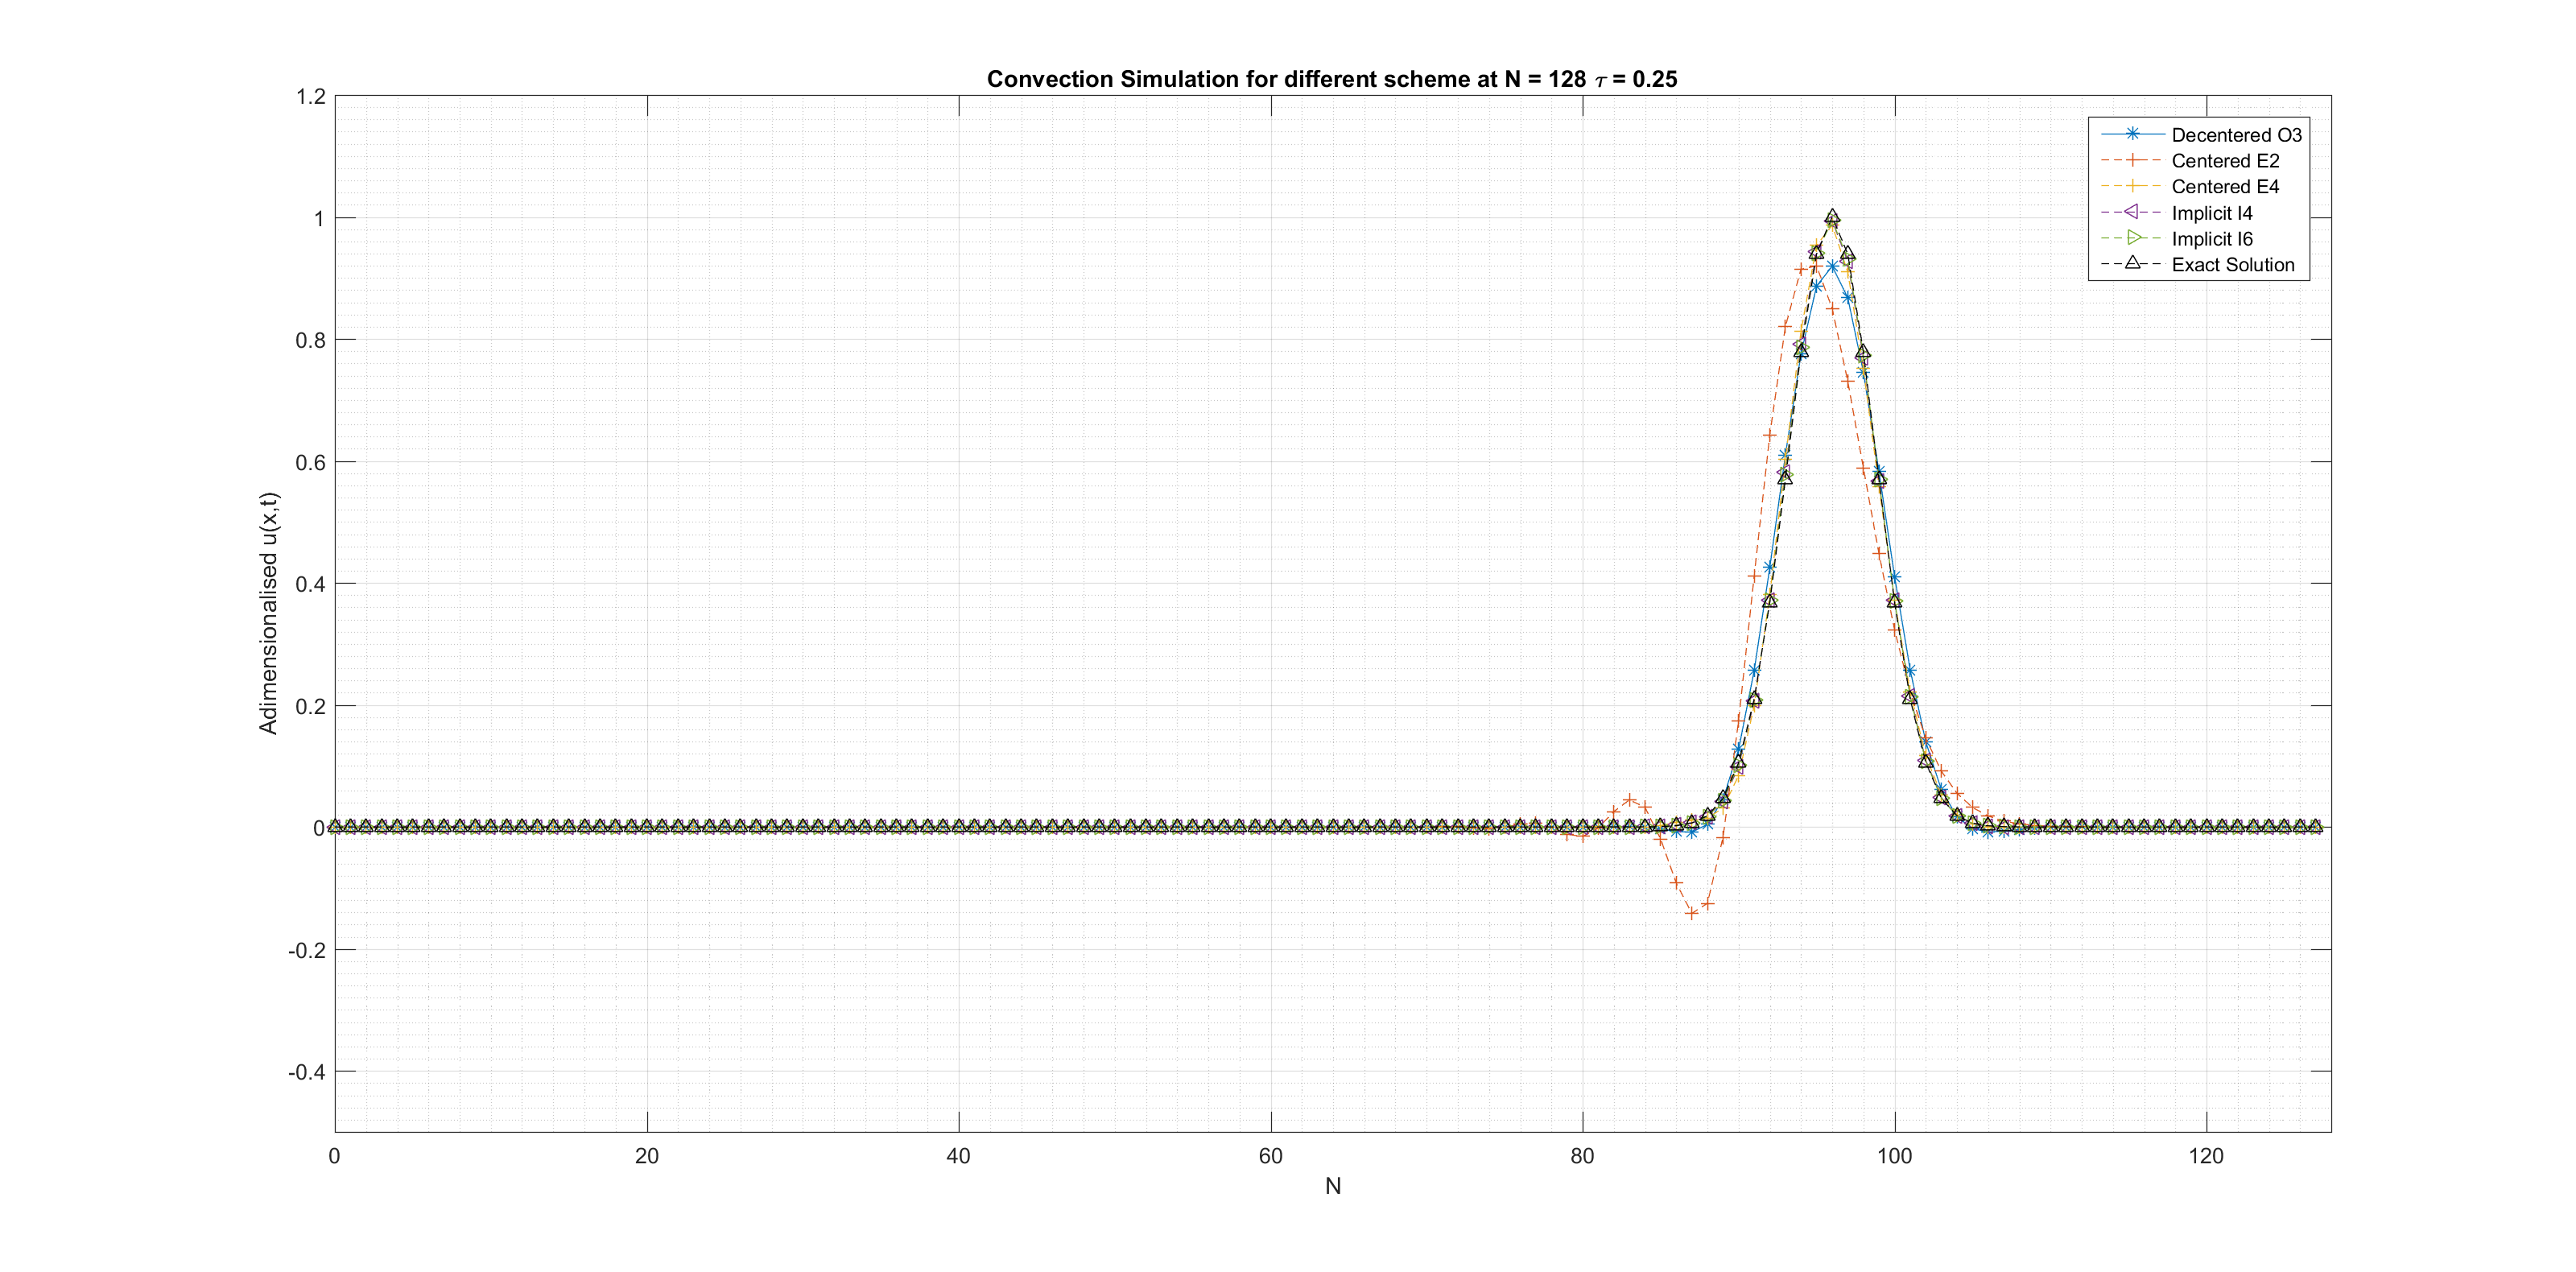 Convection Simulation for different scheme at N = 128 τ = 0.25
1.2
1
0.8
0.6
0.4
0.2
0
-0.2
-0.4
Adimensionalised u(x,t)
0 20 40 60 80 100 120
N
Decentered O3
Centered E2
Centered E4
Implicit I4
Implicit I6
Exact Solution